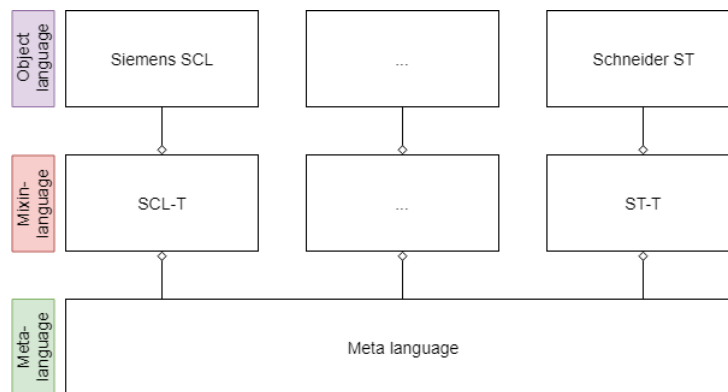 Object
language
Siemens SCL
...
Schneider ST
Mixin-
language
SCL-T
...
ST-T
Meta-
language
Meta language